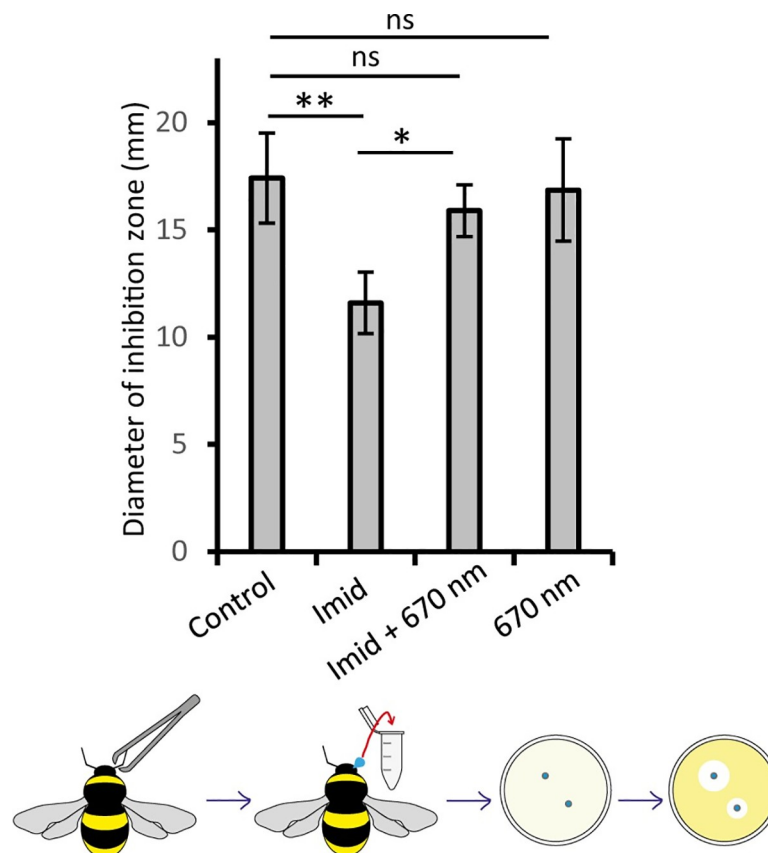 ns
ns
**
*
Diameter of inhibition zone (mm)
20
15
10
5
0
Control
Imid
Imid + 670 nm
670 nm